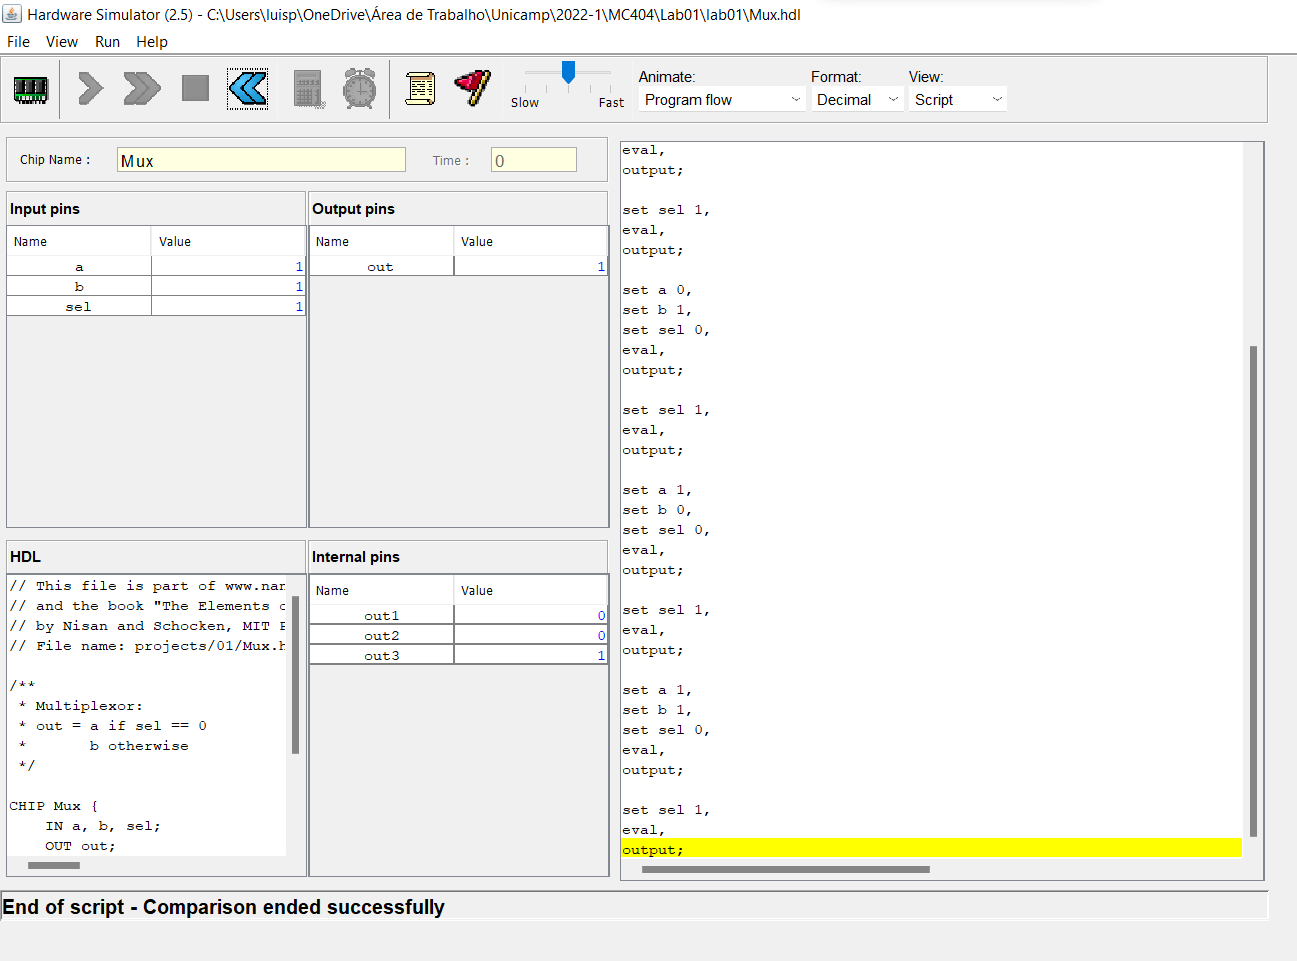 Hardware Simulator (2.5) - C:\Users\luisp\OneDrive\Área de Trabalho\Unicamp\2022-1\MC404\Lab01\lab01\Mux.hdl
File View Run Help
Slow Fast
Animate: Format: View:
Program flow Decimal Script
Chip Name : Mux Time : 0
Input pins
Name Value
a 1
b 1
sel 1
Output pins
Name Value
out 1
HDL
// This file is part of www.nan
// and the book "The Elements o
// by Nisan and Schocken, MIT P
// File name: projects/01/Mux.h
/**
* Multiplexor:
* out = a if sel == 0
* b otherwise
*/
CHIP Mux {
IN a, b, sel;
OUT out;
Internal pins
Name Value
out1 0
out2 0
out3 1
eval,
output;
set sel 1,
eval,
output;
set a 0,
set b 1,
set sel 0,
eval,
output;
set sel 1,
eval,
output;
set a 1,
set b 0,
set sel 0,
eval,
output;
set sel 1,
eval,
output;
set a 1,
set b 1,
set sel 0,
eval,
output;
set sel 1,
eval,
output;
End of script - Comparison ended successfully